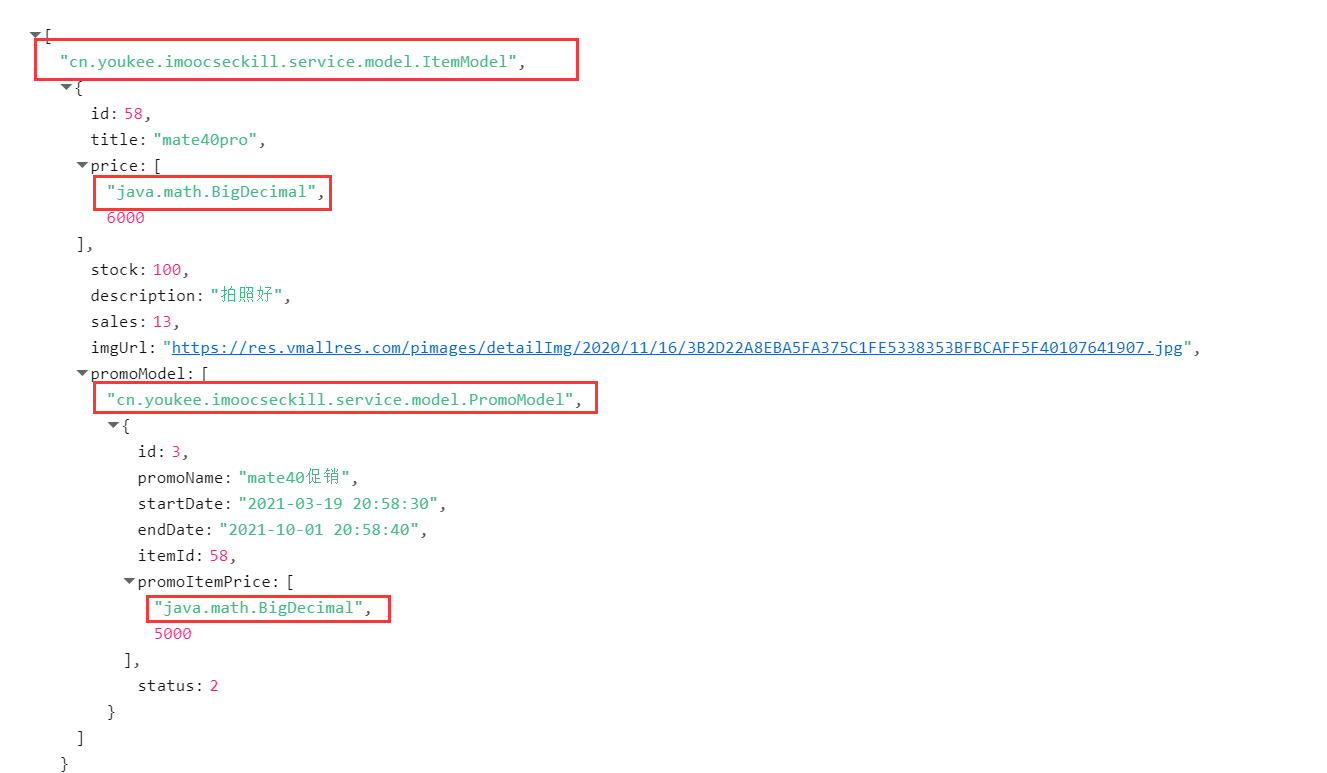 [
"cn.youkee.imoocseckill.service.model.ItemModel",
{
id: 58,
title: "mate40pro",
price: [
"java.math.BigDecimal",
6000
],
stock: 100,
description: "拍照好",
sales: 13,
imgUrl: "https://res.vmallres.com/pimages/detailImg/2020/11/16/3B2D22A8EBA5FA375C1FE5338353BFBCAFF5F40107641907.jpg",
promoModel: [
"cn.youkee.imoocseckill.service.model.PromoModel",
{
id: 3,
promoName: "mate40促销",
startDate: "2021-03-19 20:58:30",
endDate: "2021-10-01 20:58:40",
itemId: 58,
promoItemPrice: [
"java.math.BigDecimal",
5000
],
status: 2
}
]
}